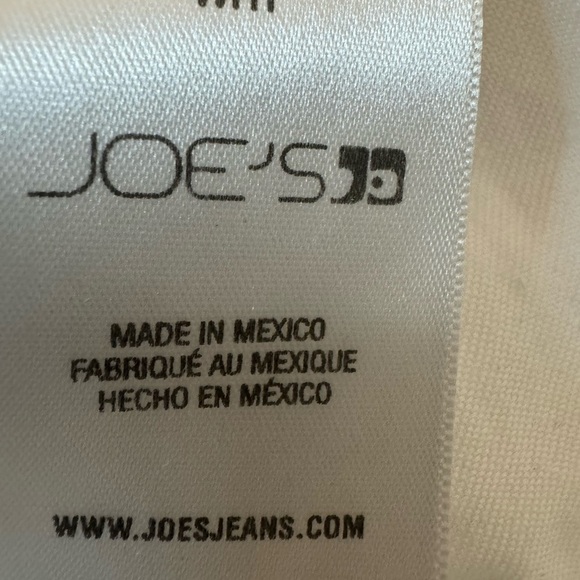 JOE'S
MADE IN MEXICO
FABRIQUÉ AU MEXIQUE
HECHO EN MÉXICO
WWW.JOESJEANS.COM